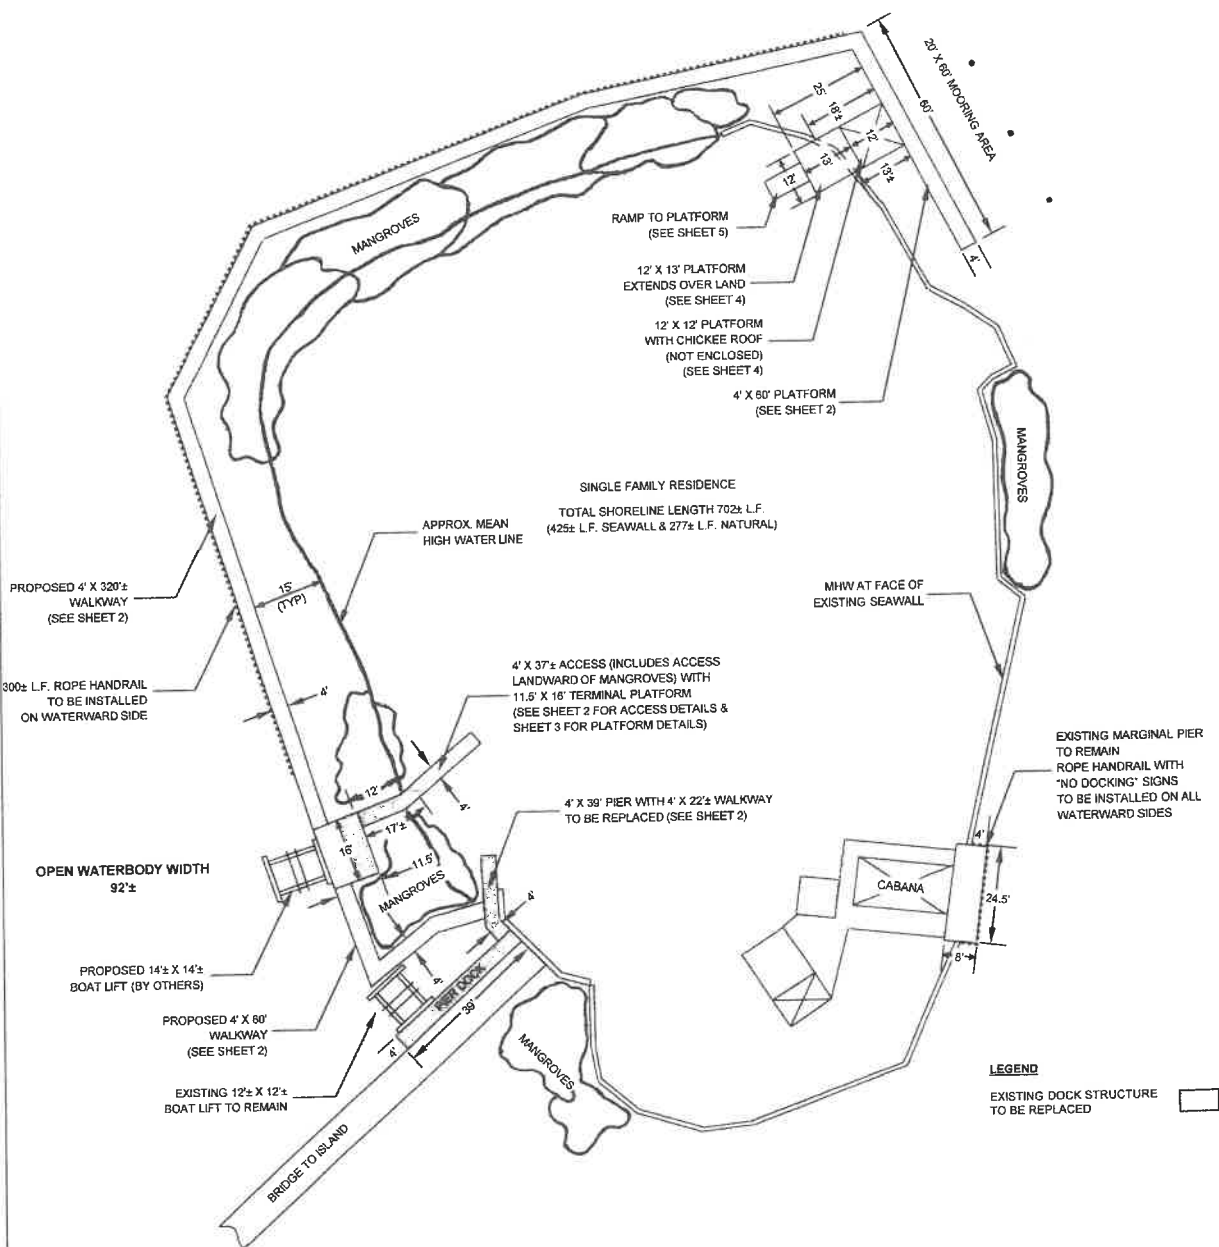 20' X 60' MOORING AREA
60'
25'
18'±
12'
13'
13'±
12'
4'
MANGROVES
RAMP TO PLATFORM
(SEE SHEET 5)
12' X 13' PLATFORM
EXTENDS OVER LAND
(SEE SHEET 4)
12' X 12' PLATFORM
WITH CHICKEE ROOF
(NOT ENCLOSED)
(SEE SHEET 4)
4' X 60' PLATFORM
(SEE SHEET 2)
MANGROVES
SINGLE FAMILY RESIDENCE
TOTAL SHORELINE LENGTH 702± L.F.
(425± L.F. SEAWALL & 277± L.F. NATURAL)
APPROX. MEAN
HIGH WATER LINE
PROPOSED 4' X 320'±
WALKWAY
(SEE SHEET 2)
15'
(TYP)
MHW AT FACE OF
EXISTING SEAWALL
300± L.F. ROPE HANDRAIL
TO BE INSTALLED
ON WATERWARD SIDE
4'
4' X 37'± ACCESS (INCLUDES ACCESS
LANDWARD OF MANGROVES) WITH
11.5' X 16' TERMINAL PLATFORM
(SEE SHEET 2 FOR ACCESS DETAILS &
SHEET 3 FOR PLATFORM DETAILS)
EXISTING MARGINAL PIER
TO REMAIN
ROPE HANDRAIL WITH
"NO DOCKING" SIGNS
TO BE INSTALLED ON ALL
WATERWARD SIDES
12'
4'
17'±
16'
11.5'
MANGROVES
4' X 39' PIER WITH 4' X 22'± WALKWAY
TO BE REPLACED (SEE SHEET 2)
OPEN WATERBODY WIDTH
92'±
4'
CABANA
24.5'
8'
4'
PROPOSED 14'± X 14'±
BOAT LIFT (BY OTHERS)
4'
PIER DOCK
39'
4'
PROPOSED 4' X 60'
WALKWAY
(SEE SHEET 2)
EXISTING 12'± X 12'±
BOAT LIFT TO REMAIN
MANGROVES
BRIDGE TO ISLAND
LEGEND
EXISTING DOCK STRUCTURE
TO BE REPLACED